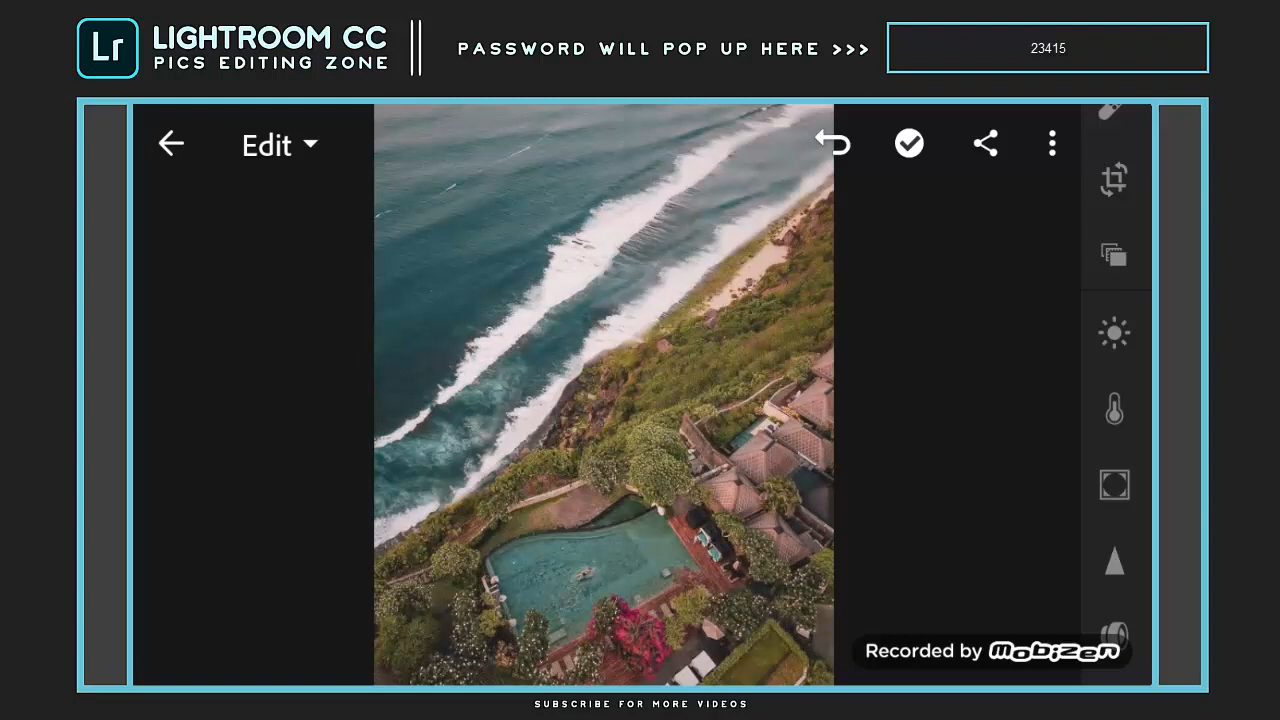 Lr
LIGHTROOM CC
PICS EDITING ZONE
PASSWORD WILL POP UP HERE >>>
23415
Edit
Recorded by Mobizen
SUBSCRIBE FOR MORE VIDEOS